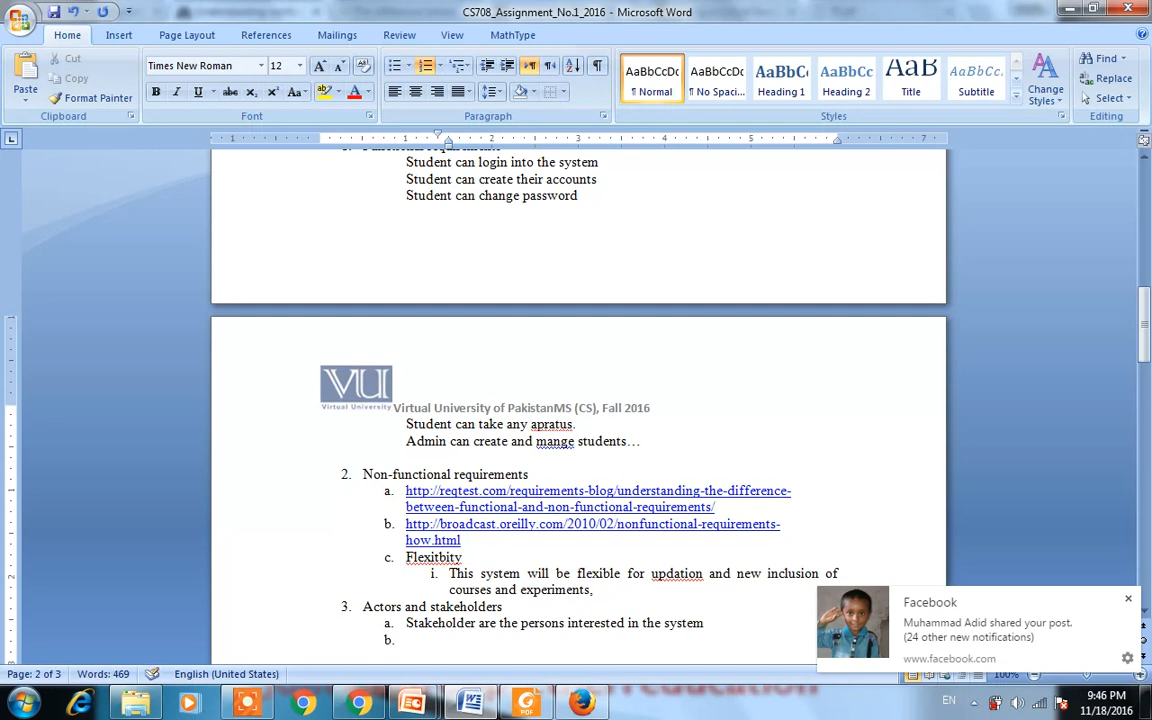 CS708_Assignment_No.1_2016 - Microsoft Word
Home Insert Page Layout References Mailings Review View MathType
Paste
Cut
Copy
Format Painter
Clipboard
Times New Roman 12
Font
Paragraph
AaBbCcDc AaBbCcDc AaBbCc AaBbCc AaB AaBbCc.
¶ Normal ¶ No Spaci... Heading 1 Heading 2 Title Subtitle
Change Styles
Styles
Find
Replace
Select
Editing
Student can login into the system
Student can create their accounts
Student can change password
VU
Virtual University
Virtual University of PakistanMS (CS), Fall 2016
Student can take any apratus.
Admin can create and mange students…
2. Non-functional requirements
a. http://reqtest.com/requirements-blog/understanding-the-difference-
between-functional-and-non-functional-requirements/
b. http://broadcast.oreilly.com/2010/02/nonfunctional-requirements-
how.html
c. Flexitbity
i. This system will be flexible for updation and new inclusion of
courses and experiments,
3. Actors and stakeholders
a. Stakeholder are the persons interested in the system
b.
Facebook
Muhammad Adid shared your post.
(24 other new notifications)
www.facebook.com
Page: 2 of 3 Words: 469 English (United States) 100%
EN
9:46 PM
11/18/2016